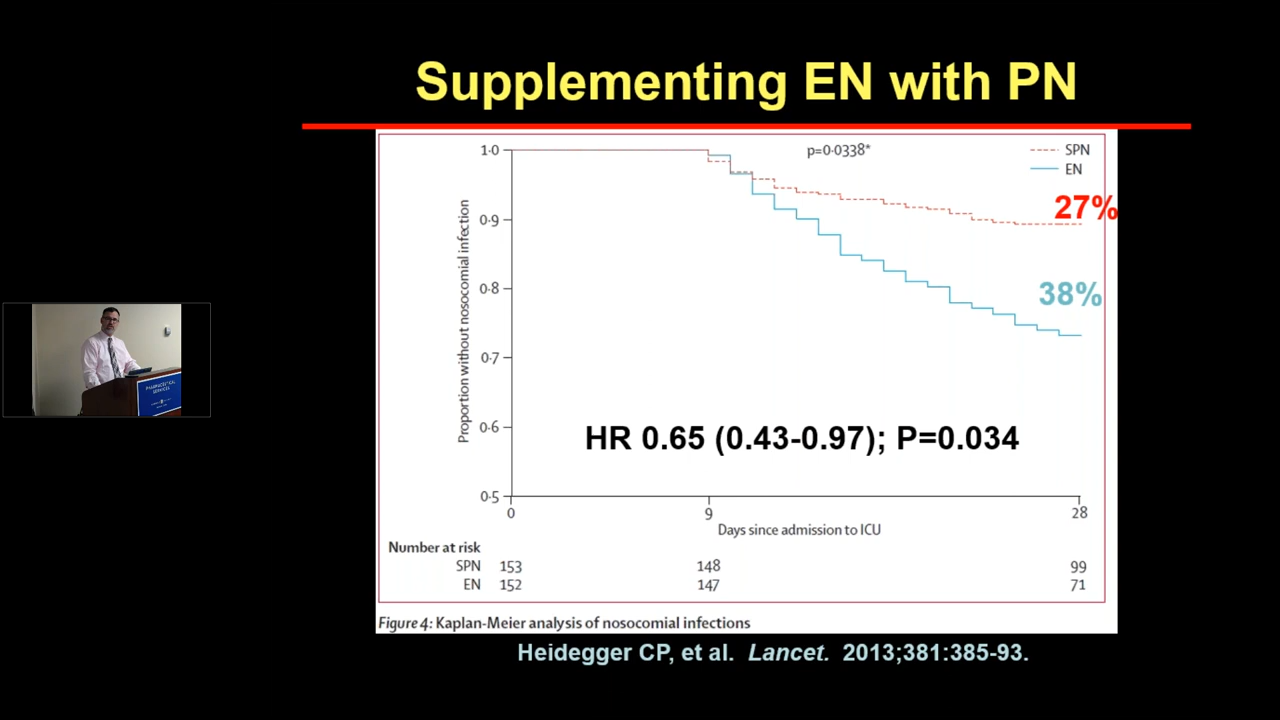 Supplementing EN with PN
1·0
p=0·0338*
SPN
EN
27%
0·9
38%
0·8
0·7
0·6
0·5
Proportion without nosocomial infection
HR 0.65 (0.43-0.97); P=0.034
0
9
28
Days since admission to ICU
Number at risk
SPN 153 148 99
EN 152 147 71
Figure 4: Kaplan-Meier analysis of nosocomial infections
Heidegger CP, et al. Lancet. 2013;381:385-93.
PHARMACEUTICAL
SERVICES